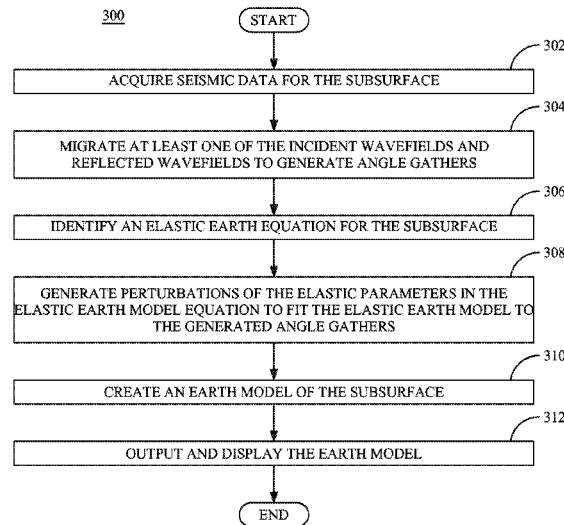 300
START
302
ACQUIRE SEISMIC DATA FOR THE SUBSURFACE
304
MIGRATE AT LEAST ONE OF THE INCIDENT WAVEFIELDS AND
REFLECTED WAVEFIELDS TO GENERATE ANGLE GATHERS
306
IDENTIFY AN ELASTIC EARTH EQUATION FOR THE SUBSURFACE
308
GENERATE PERTURBATIONS OF THE ELASTIC PARAMETERS IN THE
ELASTIC EARTH MODEL EQUATION TO FIT THE ELASTIC EARTH MODEL TO
THE GENERATED ANGLE GATHERS
310
CREATE AN EARTH MODEL OF THE SUBSURFACE
312
OUTPUT AND DISPLAY THE EARTH MODEL
END